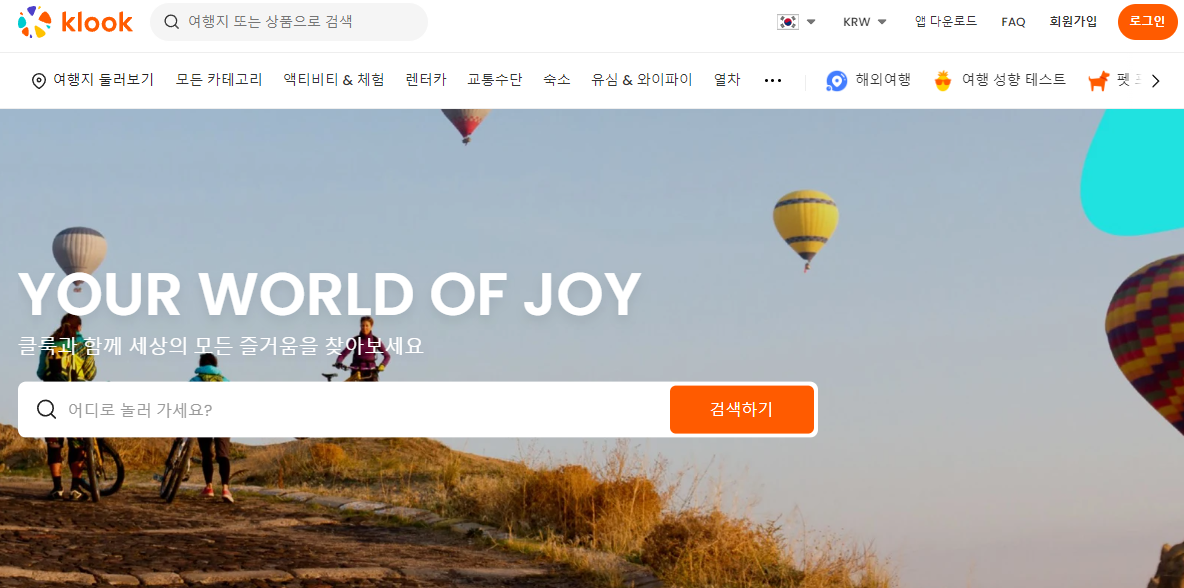 klook
여행지 또는 상품으로 검색
KRW
앱 다운로드
FAQ
회원가입
로그인
여행지 둘러보기
모든 카테고리
액티비티 & 체험
렌터카
교통수단
숙소
유심 & 와이파이
열차
해외여행
여행 성향 테스트
펫
YOUR WORLD OF JOY
클룩과 함께 세상의 모든 즐거움을 찾아보세요
어디로 놀러 가세요?
검색하기